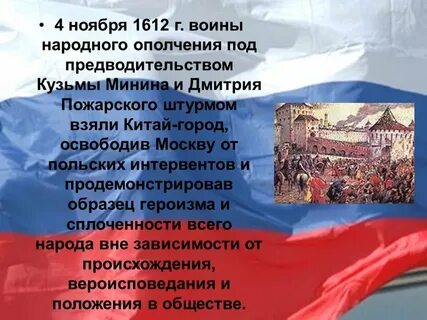 • 4 ноября 1612 г. воины
народного ополчения под
предводительством
Кузьмы Минина и Дмитрия
Пожарского штурмом
взяли Китай-город,
освободив Москву от
польских интервентов и
продемонстрировав
образец героизма и
сплоченности всего
народа вне зависимости от
происхождения,
вероисповедания и
положения в обществе.